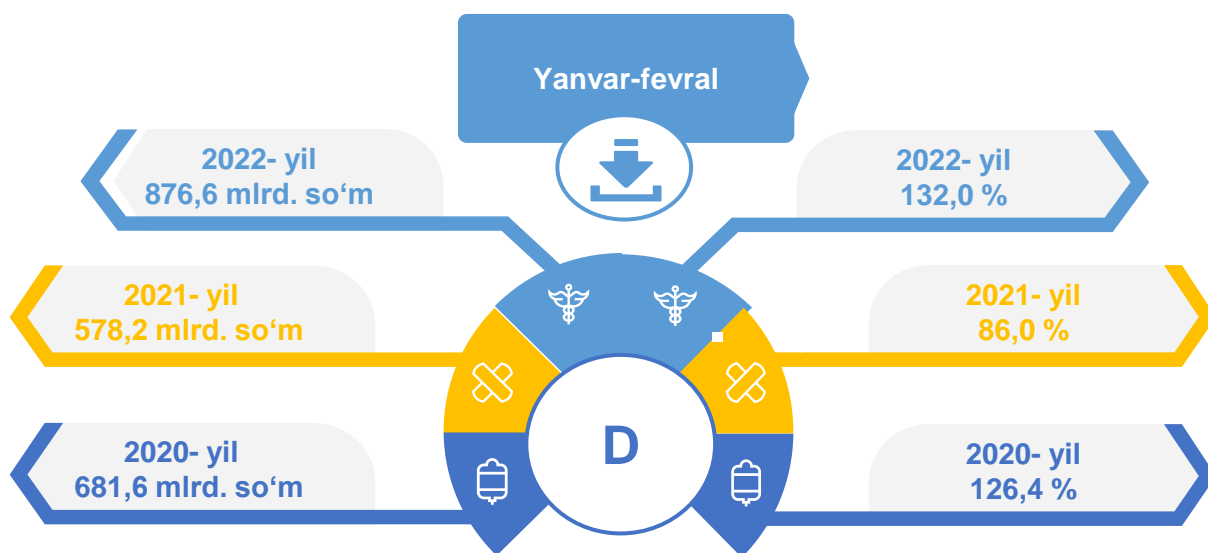 Yanvar-fevral
2022- yil
876,6 mlrd. so‘m
2022- yil
132,0 %
2021- yil
578,2 mlrd. so‘m
2021- yil
86,0 %
2020- yil
681,6 mlrd. so‘m
D
2020- yil
126,4 %